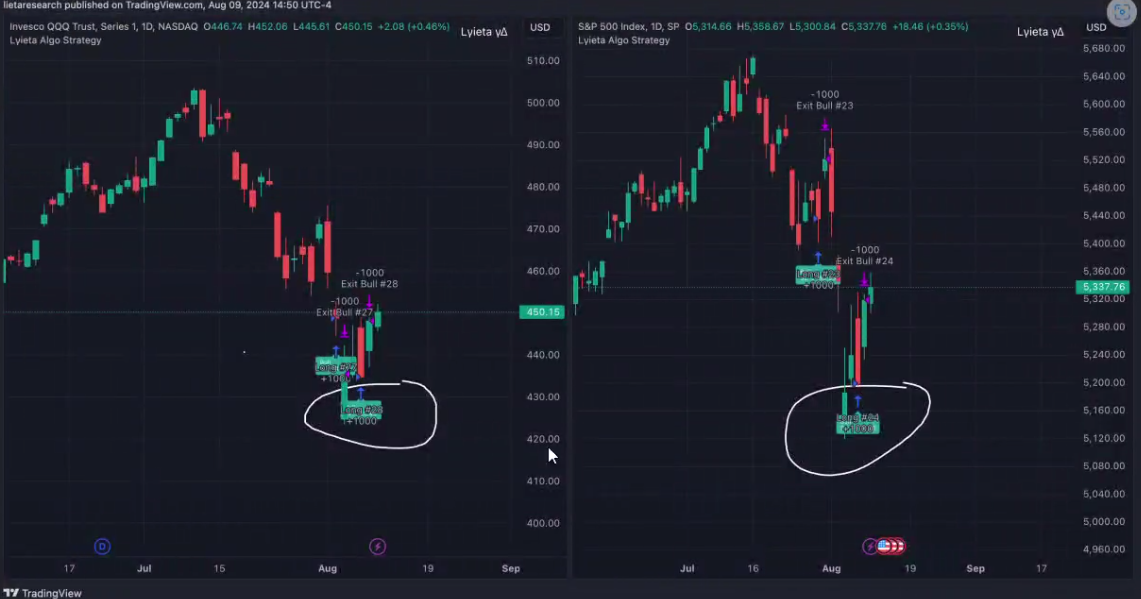 lietaresearch published on TradingView.com, Aug 09, 2024 14:50 UTC-4
Invesco QQQ Trust, Series 1, 1D, NASDAQ O446.74 H452.06 L445.61 C450.15 +2.08 (+0.46%)
Lyieta Algo Strategy
Lyieta γΔ
USD
510.00
500.00
490.00
480.00
470.00
460.00
450.15
440.00
430.00
420.00
410.00
400.00
-1000
Exit Bull #28
-1000
Exit Bull #27
+1000
Long #28
+1000
D
17
Jul
15
Aug
19
Sep
S&P 500 Index, 1D, SP O5,314.66 H5,358.67 L5,300.84 C5,337.76 +18.46 (+0.35%)
Lyieta Algo Strategy
Lyieta γΔ
USD
5,680.00
5,640.00
5,600.00
5,560.00
5,520.00
5,480.00
5,440.00
5,400.00
5,360.00
5,337.76
5,320.00
5,280.00
5,240.00
5,200.00
5,160.00
5,120.00
5,080.00
5,040.00
5,000.00
4,960.00
-1000
Exit Bull #23
-1000
Exit Bull #24
Long #23
+1000
Long #24
+1000
Jul
16
Aug
19
Sep
17
TradingView